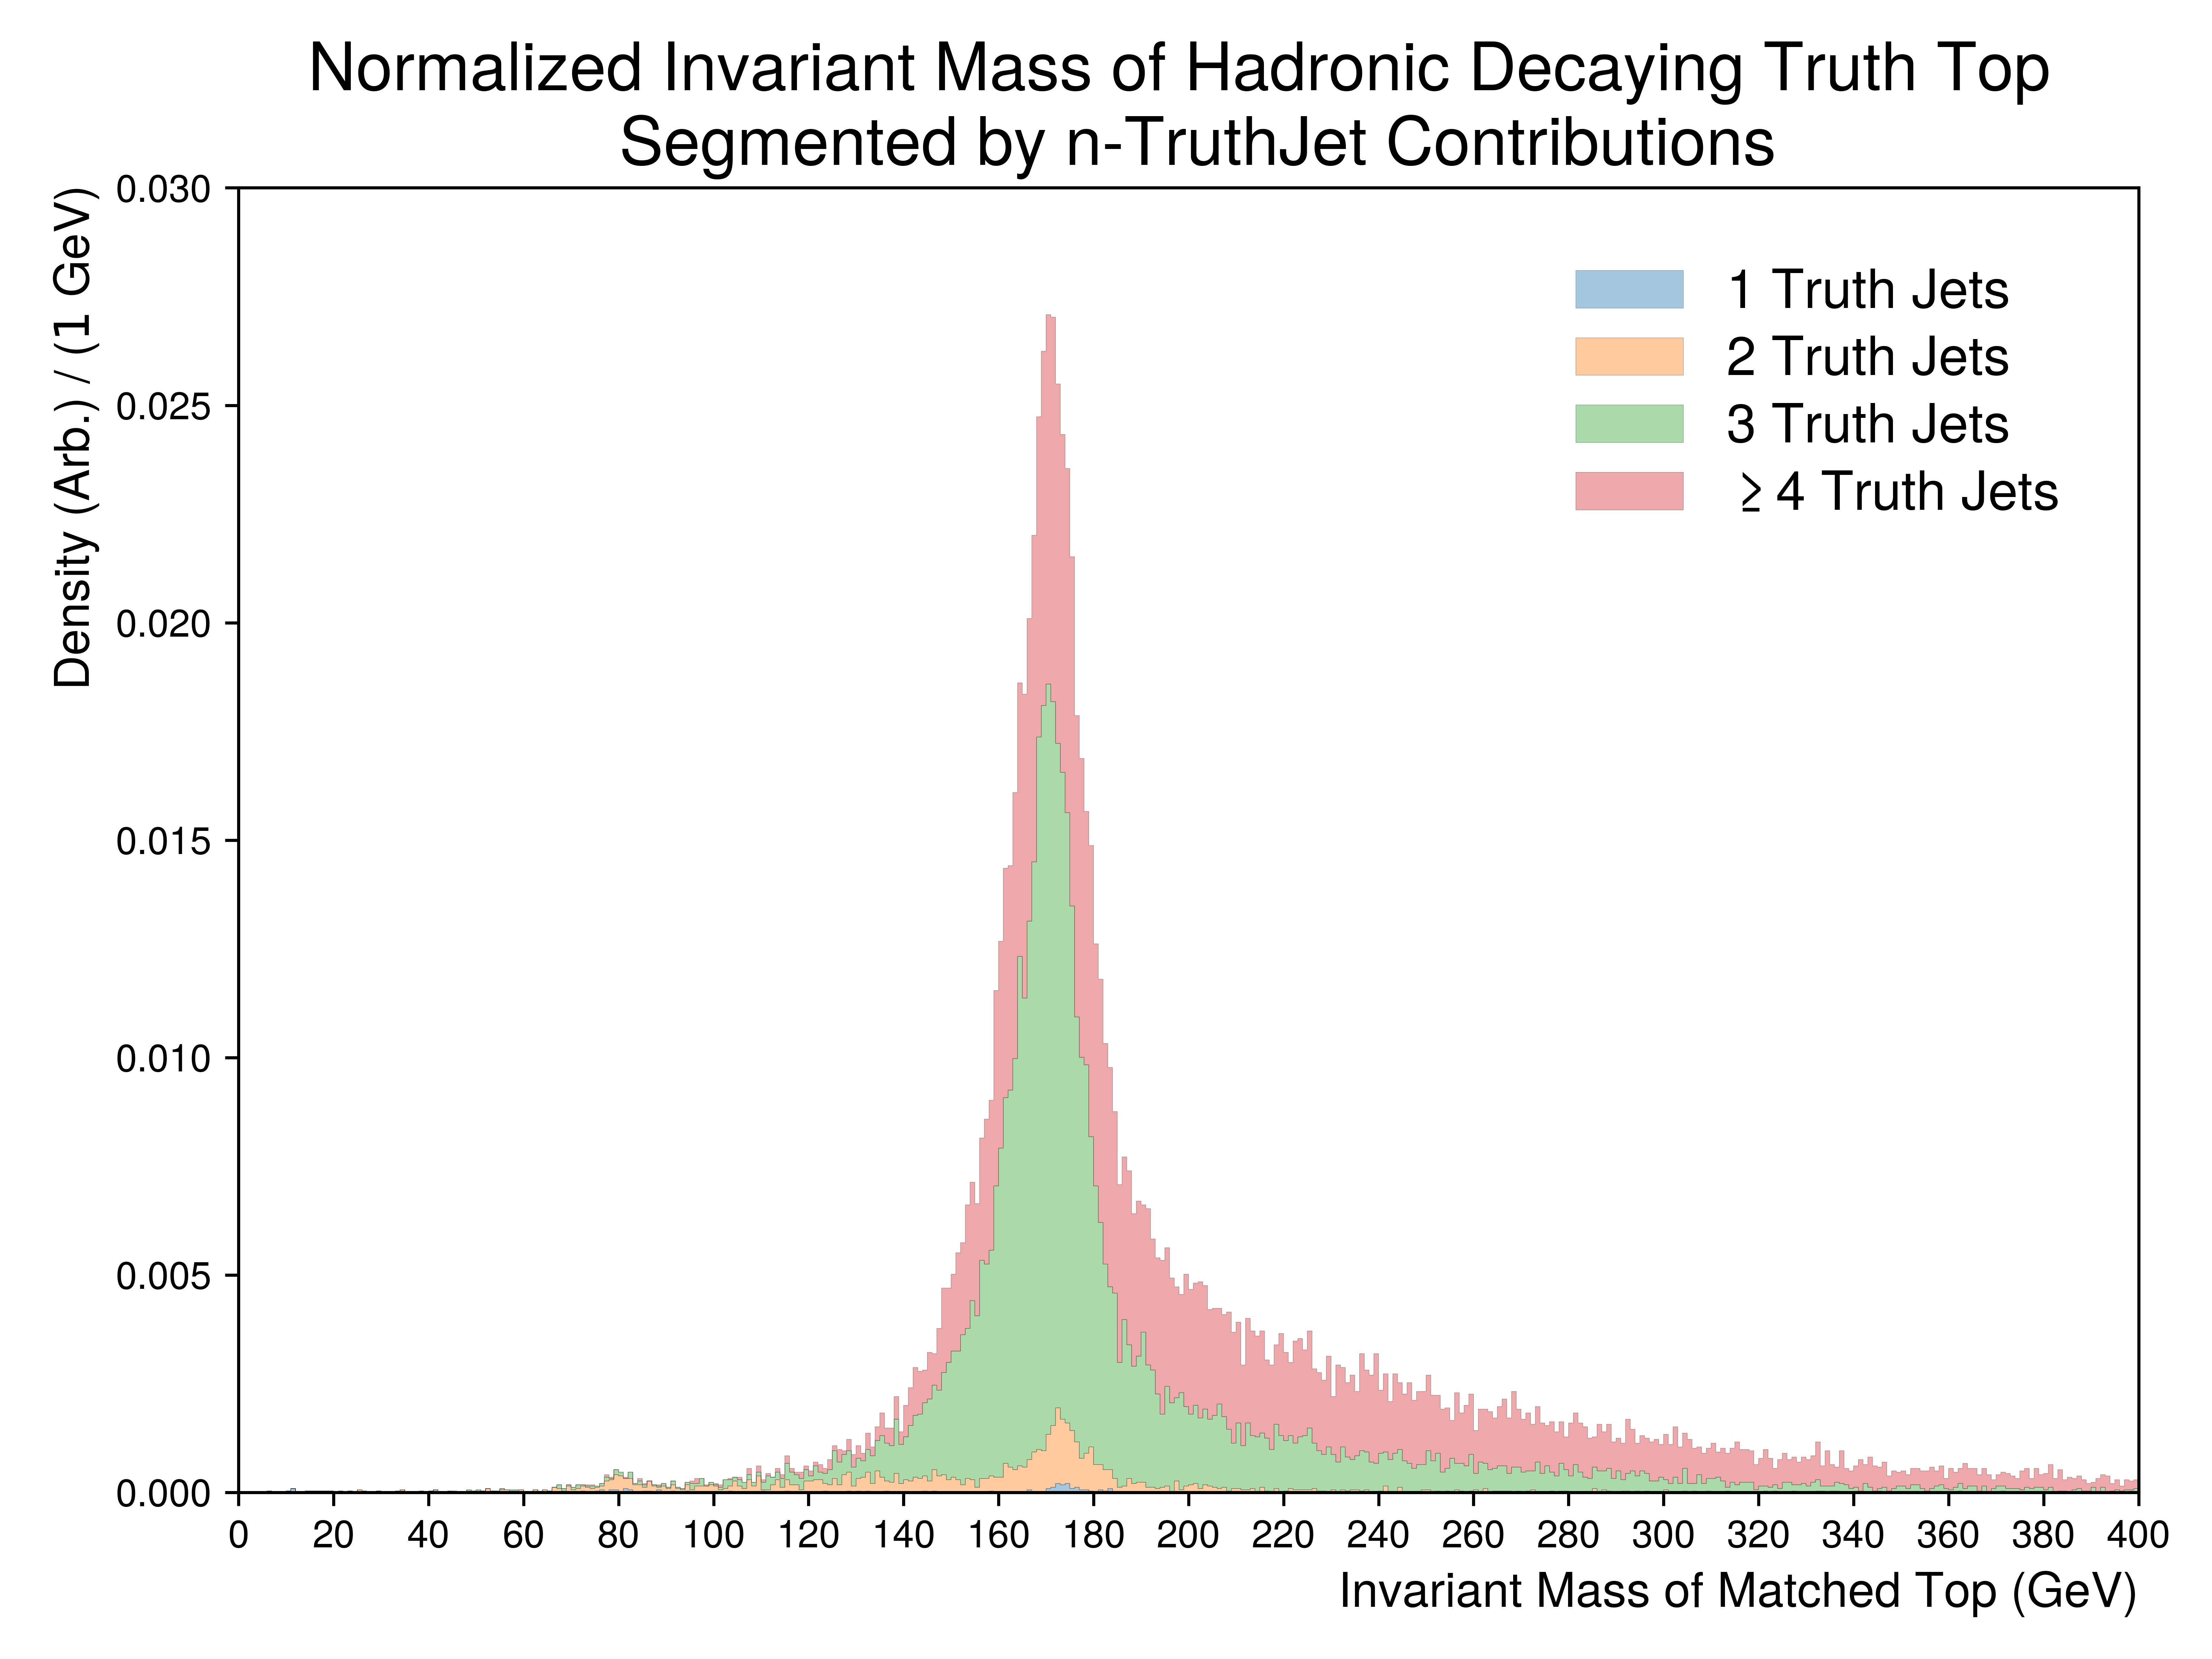 Normalized Invariant Mass of Hadronic Decaying Truth Top
Segmented by n-TruthJet Contributions
Density (Arb.) / (1 GeV)
0.030
0.025
0.020
0.015
0.010
0.005
0.000
1 Truth Jets
2 Truth Jets
3 Truth Jets
≥4 Truth Jets
0 20 40 60 80 100 120 140 160 180 200 220 240 260 280 300 320 340 360 380 400
Invariant Mass of Matched Top (GeV)